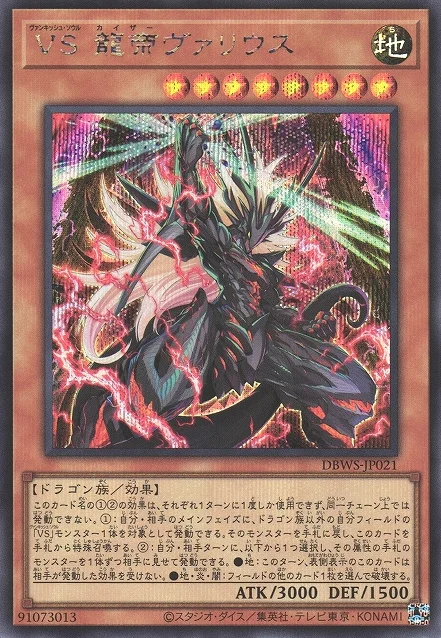 ヴァンキッシュ・ソウル カイザー
VS 龍帝ヴァリウス
地
DBWS-JP021
【ドラゴン族/効果】
このカード名の①②の効果は、それぞれ1ターンに1度しか使用できず、同一チェーン上では
発動できない。①:自分・相手のメインフェイズに、ドラゴン族以外の自分フィールドの
「VS」モンスター1体を対象として発動できる。そのモンスターを手札に戻し、このカードを
手札から特殊召喚する。②:自分・相手ターンに、以下から1つ選択し、その属性の手札の
モンスターを1体ずつ相手に見せて発動できる。●地:このターン、表側表示のこのカードは
相手が発動した効果を受けない。●地・炎・闇:フィールドの他のカード1枚を選んで破壊する。
ATK/3000 DEF/1500
91073013 ©スタジオ・ダイス/集英社・テレビ東京・KONAMI